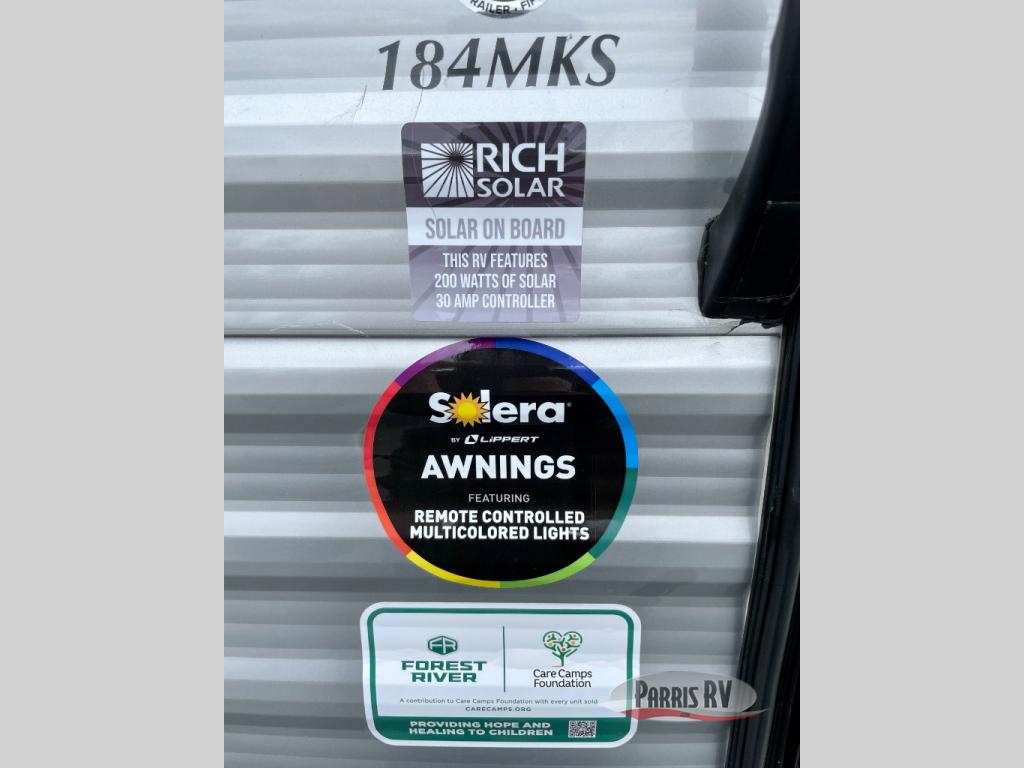 184MKS
RICH
SOLAR
SOLAR ON BOARD
THIS RV FEATURES
200 WATTS OF SOLAR
30 AMP CONTROLLER
Solera®
BY LIPPERT
AWNINGS
FEATURING
REMOTE CONTROLLED
MULTICOLORED LIGHTS
FR
FOREST
RIVER
Care Camps
Foundation
A contribution to Care Camps Foundation with every unit sold
CARECAMPS.ORG
PROVIDING HOPE AND
HEALING TO CHILDREN
PARRIS RV